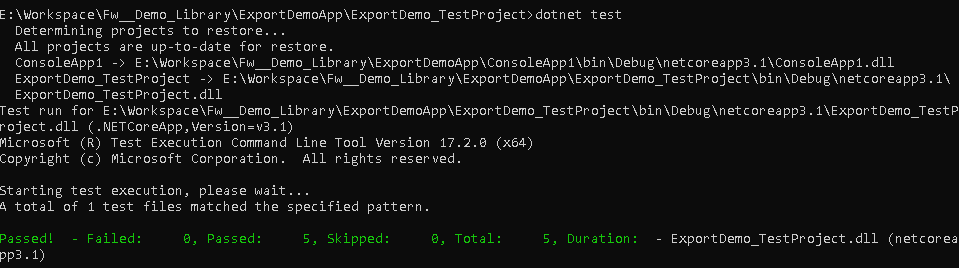 E:\Workspace\Fw__Demo_Library\ExportDemoApp\ExportDemo_TestProject>dotnet test
  Determining projects to restore...
  All projects are up-to-date for restore.
  ConsoleApp1 -> E:\Workspace\Fw__Demo_Library\ExportDemoApp\ConsoleApp1\bin\Debug\netcoreapp3.1\ConsoleApp1.dll
  ExportDemo_TestProject -> E:\Workspace\Fw__Demo_Library\ExportDemoApp\ExportDemo_TestProject\bin\Debug\netcoreapp3.1\
  ExportDemo_TestProject.dll
Test run for E:\Workspace\Fw__Demo_Library\ExportDemoApp\ExportDemo_TestProject\bin\Debug\netcoreapp3.1\ExportDemo_TestP
roject.dll (.NETCoreApp,Version=v3.1)
Microsoft (R) Test Execution Command Line Tool Version 17.2.0 (x64)
Copyright (c) Microsoft Corporation.  All rights reserved.

Starting test execution, please wait...
A total of 1 test files matched the specified pattern.

Passed!  - Failed:     0, Passed:     5, Skipped:     0, Total:     5, Duration:  - ExportDemo_TestProject.dll (netcorea
pp3.1)